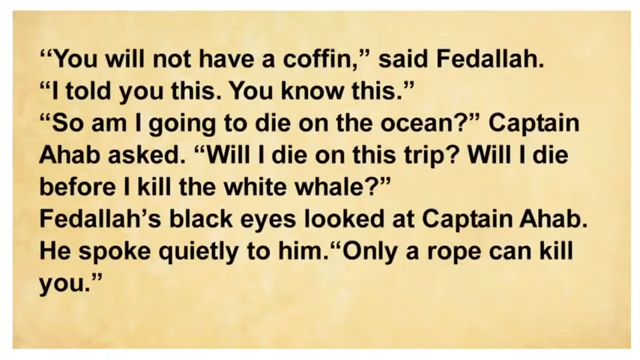 ‘‘You will not have a coffin,” said Fedallah.
“I told you this. You know this.”
“So am I going to die on the ocean?” Captain
Ahab asked. “Will I die on this trip? Will I die
before I kill the white whale?”
Fedallah’s black eyes looked at Captain Ahab.
He spoke quietly to him.“Only a rope can kill
you.”